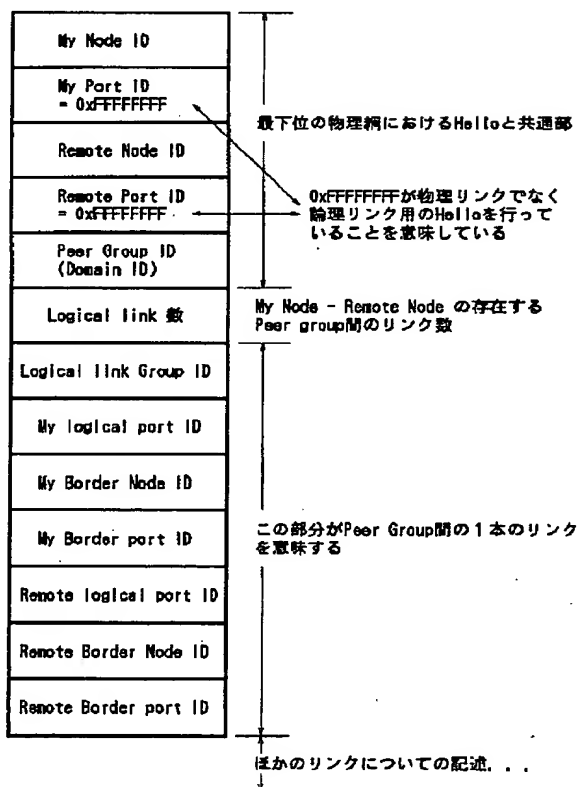 My Node ID
My Port ID
= 0xFFFFFFFF
Remote Node ID
Remote Port ID
= 0xFFFFFFFF
Peer Group ID
(Domain ID)
Logical link 数
Logical link Group ID
My logical port ID
My Border Node ID
My Border port ID
Remote logical port ID
Remote Border Node ID
Remote Border port ID
最下位の物理網におけるHelloと共通部
0xFFFFFFFFが物理リンクでなく
論理リンク用のHelloを行って
いることを意味している
My Node - Remote Node の存在する
Peer group間のリンク数
この部分がPeer Group間の1本のリンク
を意味する
ほかのリンクについての記述...